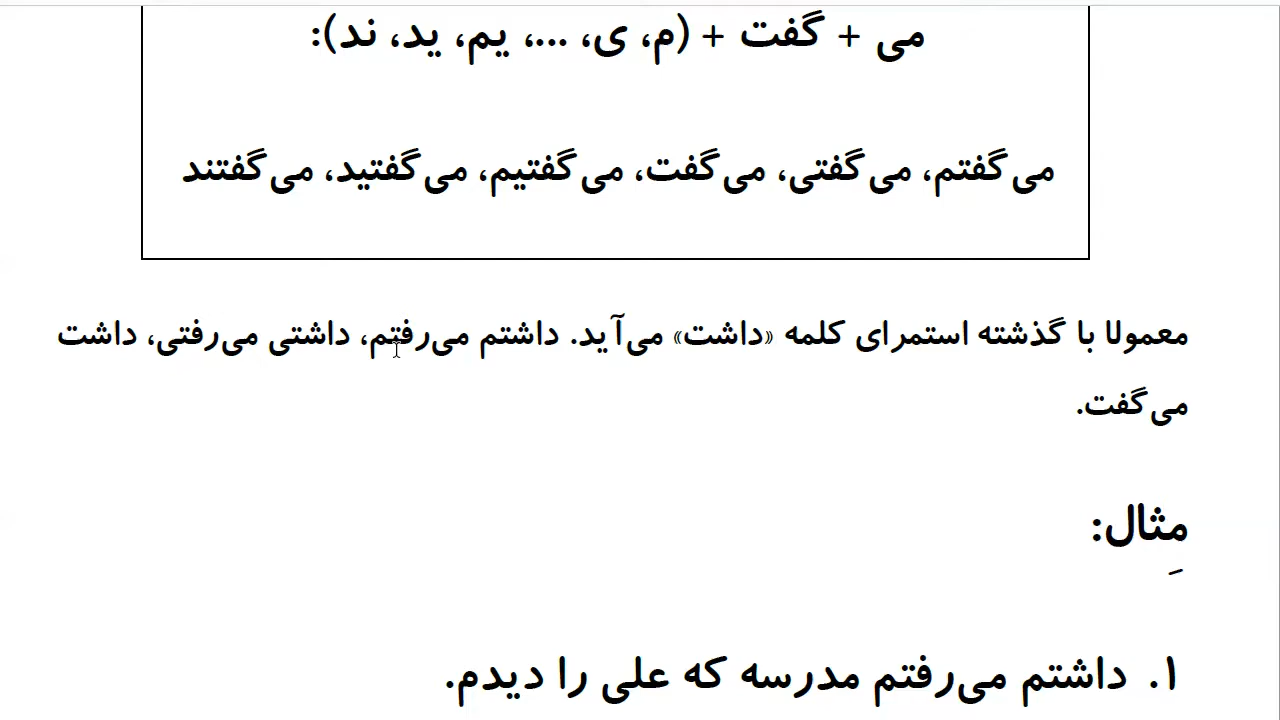 می + گفت + (م، ی، ...، یم، ید، ند):
می‌گفتم، می‌گفتی، می‌گفت، می‌گفتیم، می‌گفتید، می‌گفتند
معمولا با گذشته استمرای کلمه «داشت» می‌آید. داشتم می‌رفتم، داشتی می‌رفتی، داشت
می‌گفت.
مِثال:
۱. داشتم می‌رفتم مدرسه که علی را دیدم.